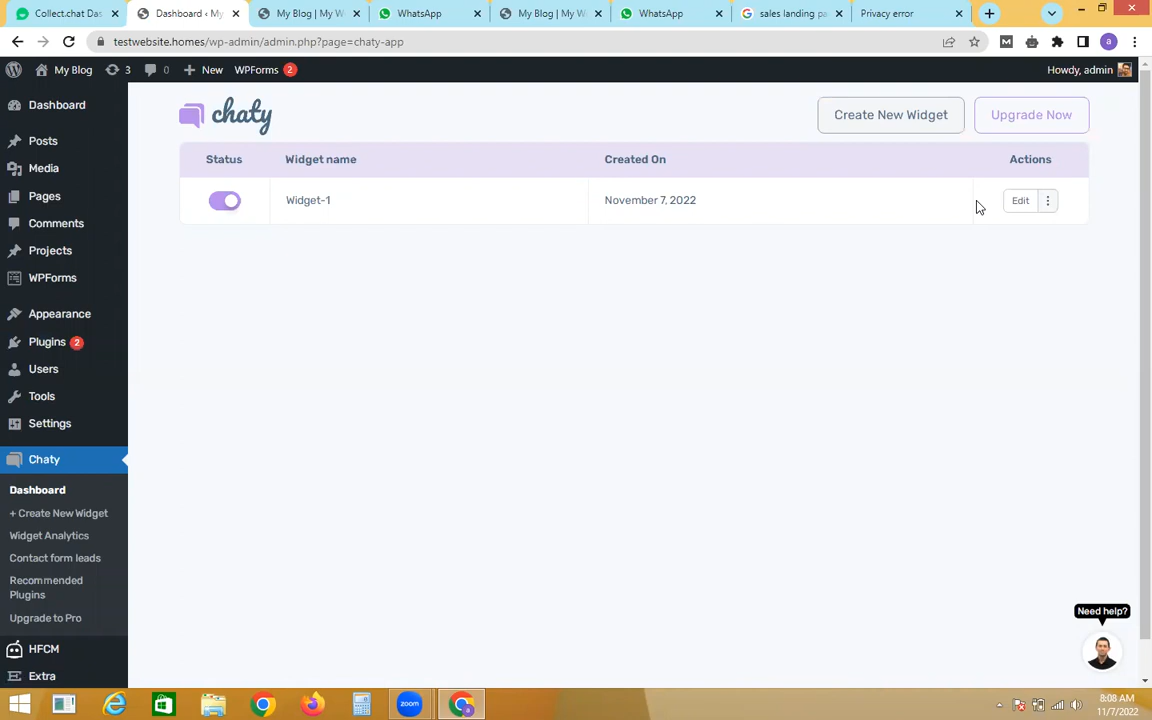 Collect.chat Das
Dashboard ‹ My
My Blog | My W
WhatsApp
My Blog | My W
WhatsApp
sales landing pa
Privacy error
testwebsite.homes/wp-admin/admin.php?page=chaty-app
a
My Blog
3
0
New
WPForms 2
Howdy, admin
Dashboard
Posts
Media
Pages
Comments
Projects
WPForms
Appearance
Plugins 2
Users
Tools
Settings
Chaty
Dashboard
+ Create New Widget
Widget Analytics
Contact form leads
Recommended
Plugins
Upgrade to Pro
HFCM
Extra
chaty
Create New Widget
Upgrade Now
Status
Widget name
Created On
Actions
Widget-1
November 7, 2022
Edit
Need help?
zoom
8:08 AM
11/7/2022